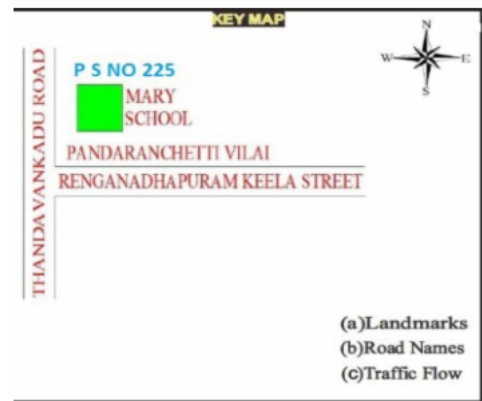 KEY MAP
N
W
E
S
P S NO 225
MARY
SCHOOL
PANDARANCHETTI VILAI
RENGANADHAPURAM KEELA STREET
THANDAVANKADU ROAD
(a)Landmarks
(b)Road Names
(c)Traffic Flow